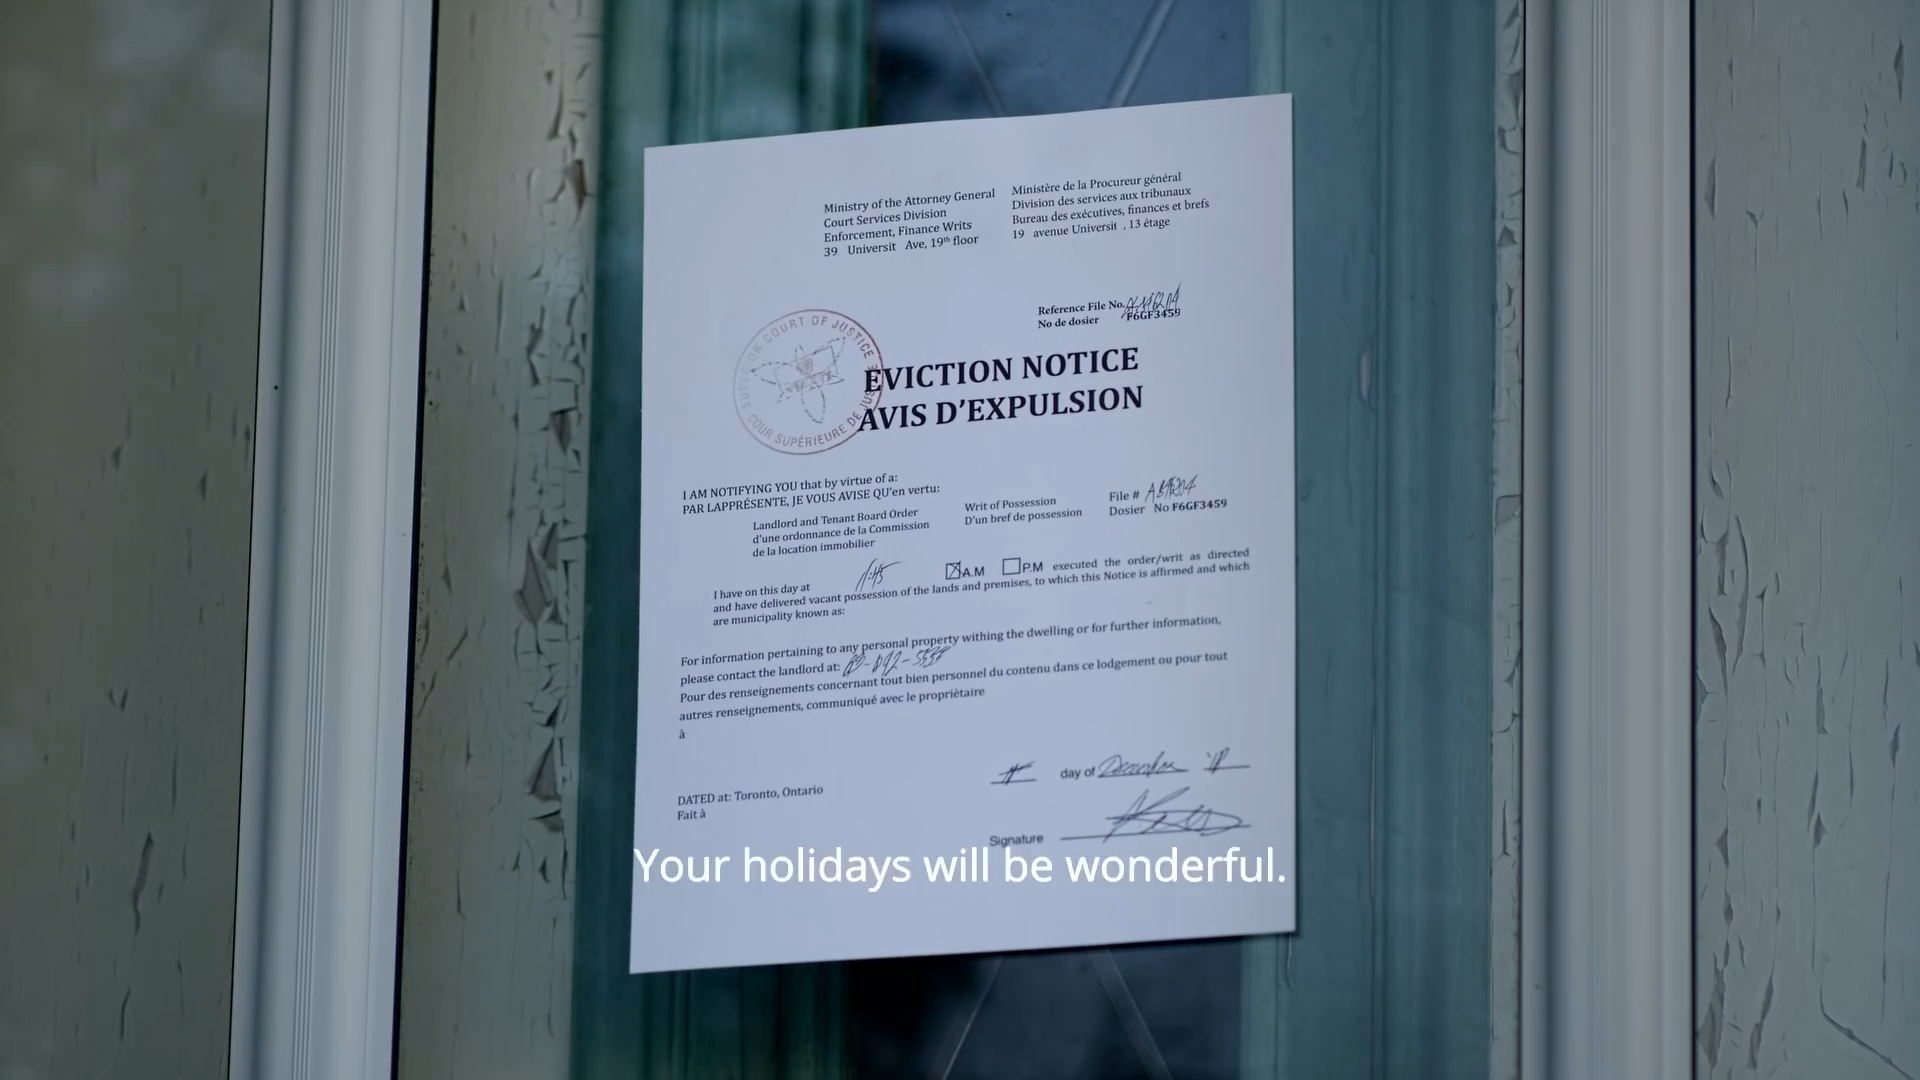 Ministry of the Attorney General
Court Services Division
Enforcement, Finance Writs
39 Universit Ave, 19th floor
Ministère de la Procureur général
Division des services aux tribunaux
Bureau des exécutives, finances et brefs
19 avenue Universit , 13 étage
Reference File No.
No de dosier F6GF3459
SUPERIOR COURT OF JUSTICE
COUR SUPÉRIEURE DE JUSTICE
EVICTION NOTICE
AVIS D'EXPULSION
I AM NOTIFYING YOU that by virtue of a:
PAR LAPPRÉSENTE, JE VOUS AVISE QU'en vertu:
Landlord and Tenant Board Order
d'une ordonnance de la Commission
de la location immobilier
Writ of Possession
D'un bref de possession
File #
Dosier No F6GF3459
I have on this day at A.M P.M executed the order/writ as directed
and have delivered vacant possession of the lands and premises, to which this Notice is affirmed and which
are municipality known as:
For information pertaining to any personal property withing the dwelling or for further information,
please contact the landlord at:
Pour des renseignements concernant tout bien personnel du contenu dans ce lodgement ou pour tout
autres renseignements, communiqué avec le propriètaire
à
day of December
DATED at: Toronto, Ontario
Fait à
Signature
Your holidays will be wonderful.